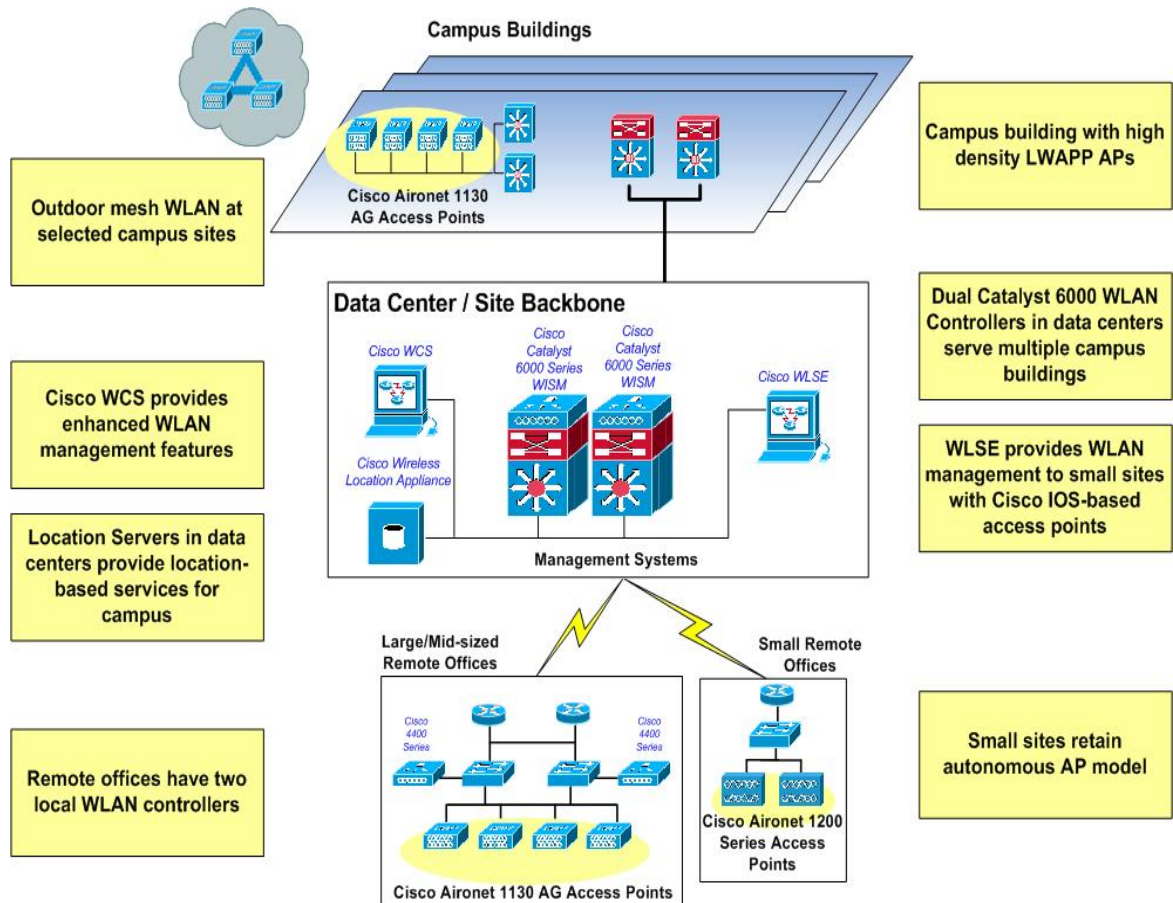 Campus Buildings
Cisco Aironet 1130
AG Access Points
Outdoor mesh WLAN at
selected campus sites
Cisco WCS provides
enhanced WLAN
management features
Location Servers in data
centers provide location-
based services for
campus
Remote offices have two
local WLAN controllers
Data Center / Site Backbone
Cisco WCS
Cisco
Catalyst
6000 Series
WISM
Cisco
Catalyst
6000 Series
WISM
Cisco WLSE
Cisco Wireless
Location Appliance
Management Systems
Large/Mid-sized
Remote Offices
Cisco
4400
Series
Cisco
4400
Series
Cisco Aironet 1130 AG Access Points
Small Remote
Offices
Cisco Aironet 1200
Series Access
Points
Campus building with high
density LWAPP APs
Dual Catalyst 6000 WLAN
Controllers in data centers
serve multiple campus
buildings
WLSE provides WLAN
management to small sites
with Cisco IOS-based
access points
Small sites retain
autonomous AP model